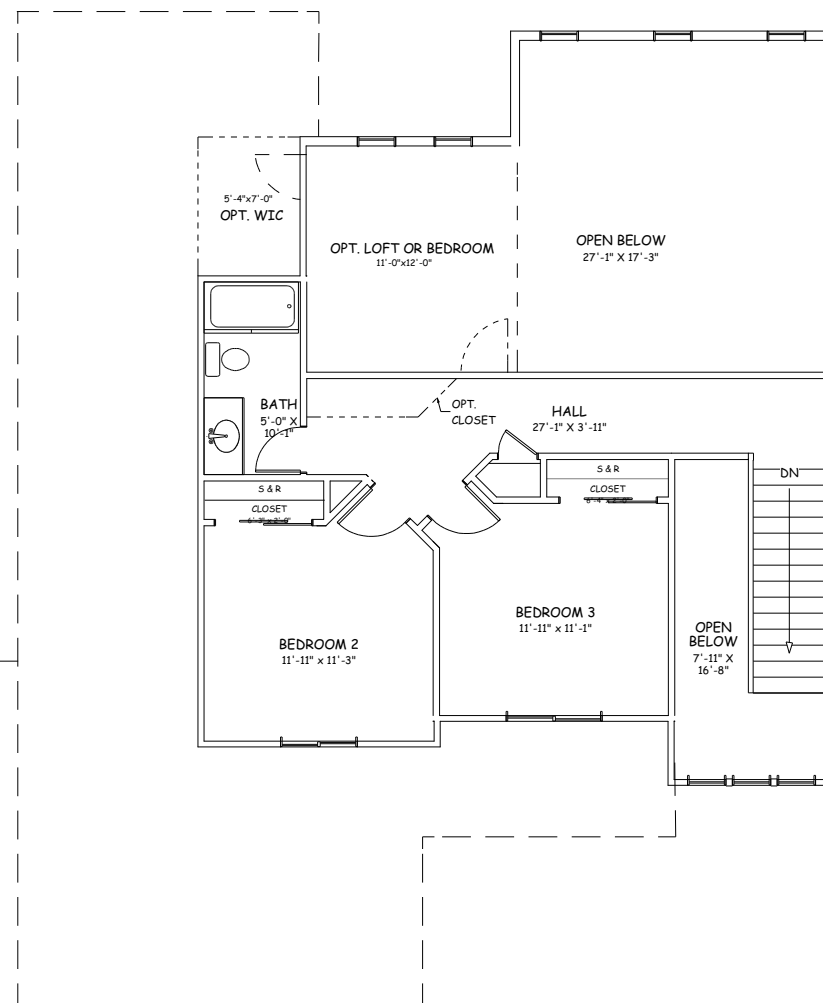 5'-4"x7'-0"
OPT. WIC
OPT. LOFT OR BEDROOM
11'-0"x12'-0"
OPEN BELOW
27'-1" X 17'-3"
BATH
5'-0" X
10'-1"
OPT.
CLOSET
HALL
27'-1" X 3'-11"
S & R
CLOSET
S & R
CLOSET
DN
BEDROOM 2
11'-11" x 11'-3"
BEDROOM 3
11'-11" x 11'-1"
OPEN
BELOW
7'-11" X
16'-8"